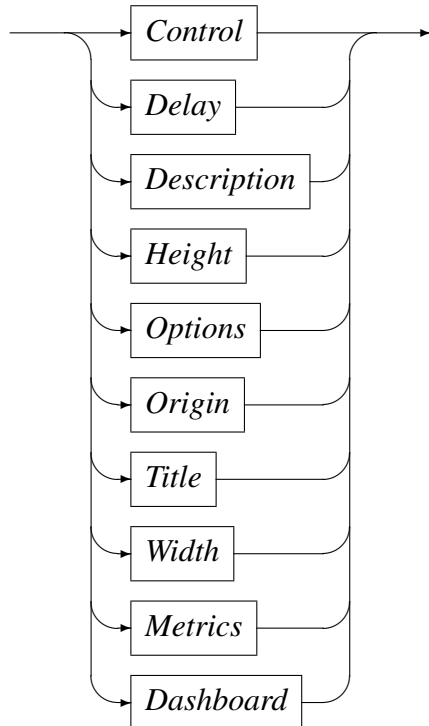 Control
Delay
Description
Height
Options
Origin
Title
Width
Metrics
Dashboard